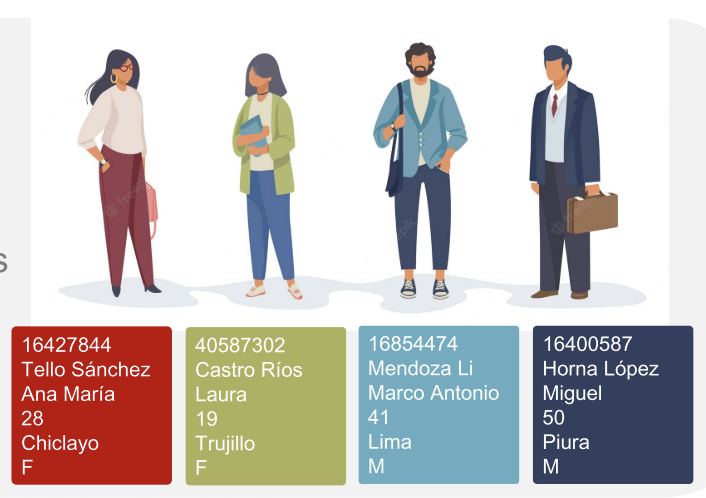 s
16427844
Tello Sánchez
Ana María
28
Chiclayo
F
40587302
Castro Ríos
Laura
19
Trujillo
F
16854474
Mendoza Li
Marco Antonio
41
Lima
M
16400587
Horna López
Miguel
50
Piura
M